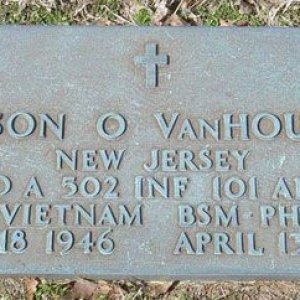 SON O VANHOU
NEW JERSEY
A 502 INF 101 A
VIETNAM BSM-PH
18 1946 APRIL 1